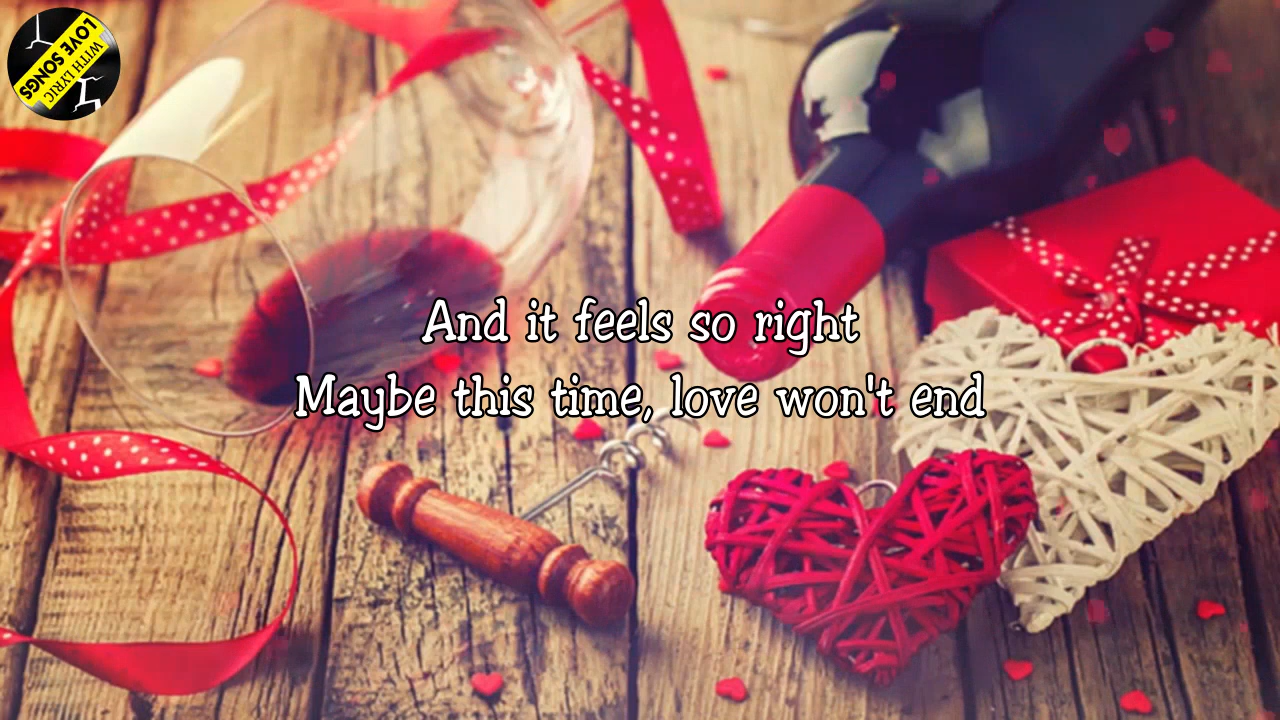 LOVE SONGS
WITH LYRIC
And it feels so right
Maybe this time, love won't end